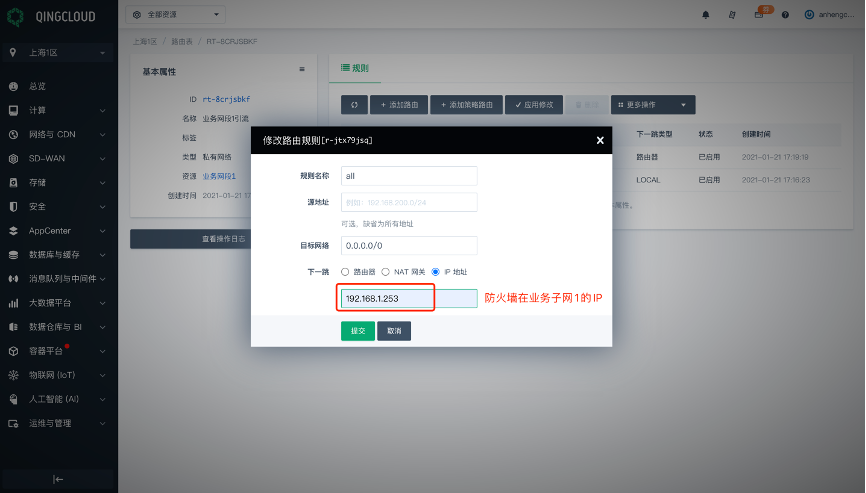 QINGCLOUD
全部资源
anhengc...
上海1区
上海1区 / 路由表 / RT-8CRJSBKF
总览
计算
网络与 CDN
SD-WAN
存储
安全
AppCenter
数据库与缓存
消息队列与中间件
大数据平台
数据仓库与 BI
容器平台
物联网 (IoT)
人工智能 (AI)
运维与管理
基本属性
ID rt-8crjsbkf
名称 业务网段1引流
标签
类型 私有网络
资源 业务网段1
创建时间 2021-01-21 17
查看操作日志
规则
+ 添加路由
+ 添加策略路由
✓ 应用修改
更多操作
下一跳类型 状态 创建时间
路由器 已启用 2021-01-21 17:19:19
LOCAL 已启用 2021-01-21 17:18:23
属性。
修改路由规则[r-jtx79jsq]
规则名称 all
源地址 例如: 192.168.200.0/24
可选，缺省为所有地址
目标网络 0.0.0.0/0
下一跳 路由器 NAT 网关 IP 地址
192.168.1.253
防火墙在业务子网1的IP
提交 取消